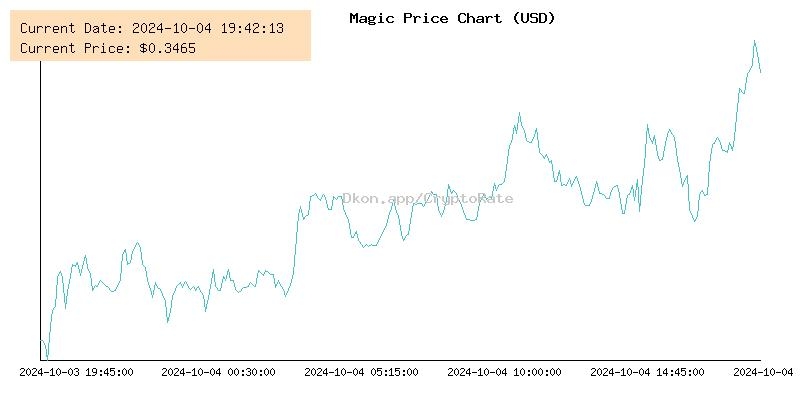 Magic Price Chart (USD)
Current Date: 2024-10-04 19:42:13
Current Price: $0.3465
Dkon.app/CryptoRate
2024-10-03 19:45:00 2024-10-04 00:30:00 2024-10-04 05:15:00 2024-10-04 10:00:00 2024-10-04 14:45:00 2024-10-04